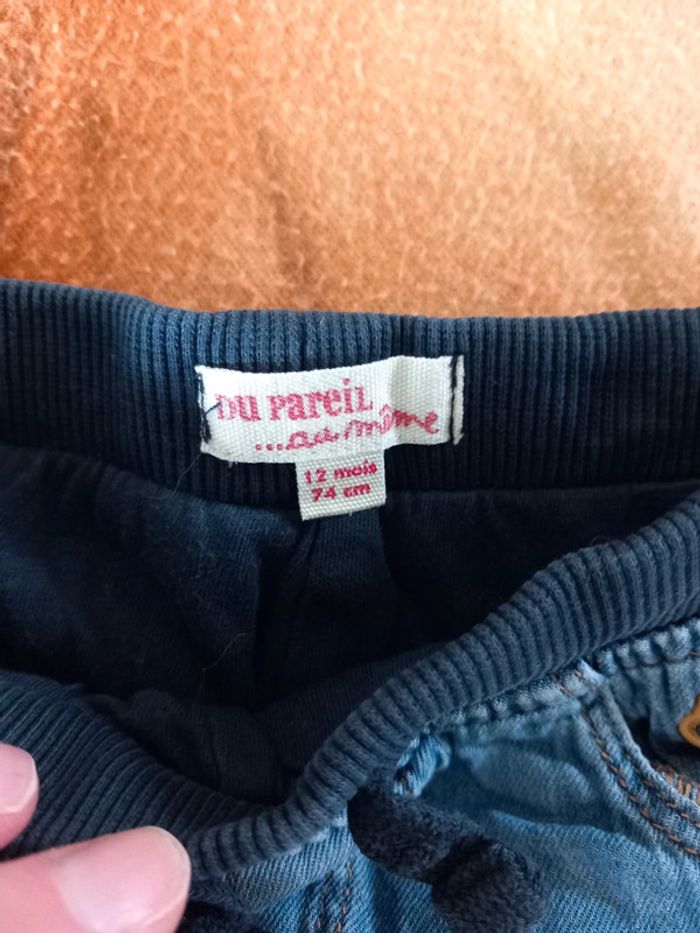 DU PareiL
...au même
12 mois
74 cm